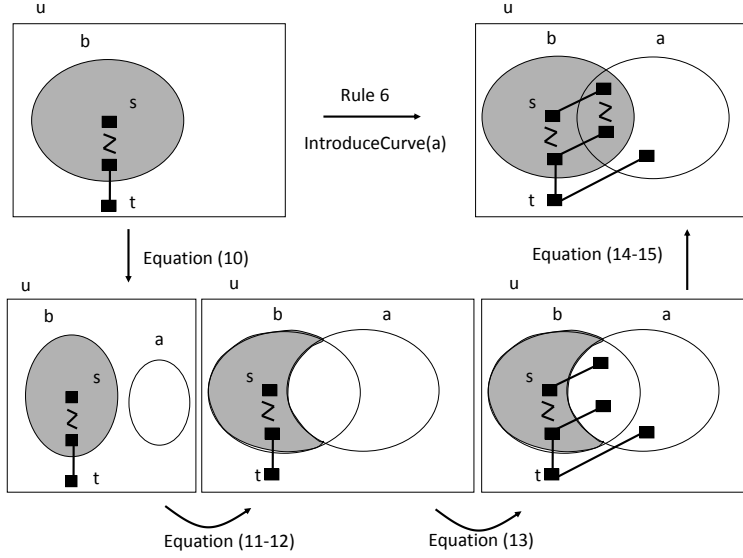 u
u
b
b
a
s
s
Rule 6
IntroduceCurve(a)
t
t
Equation (10)
Equation (14-15)
u
u
u
b
a
b
a
b
a
s
s
s
t
t
t
Equation (11-12)
Equation (13)